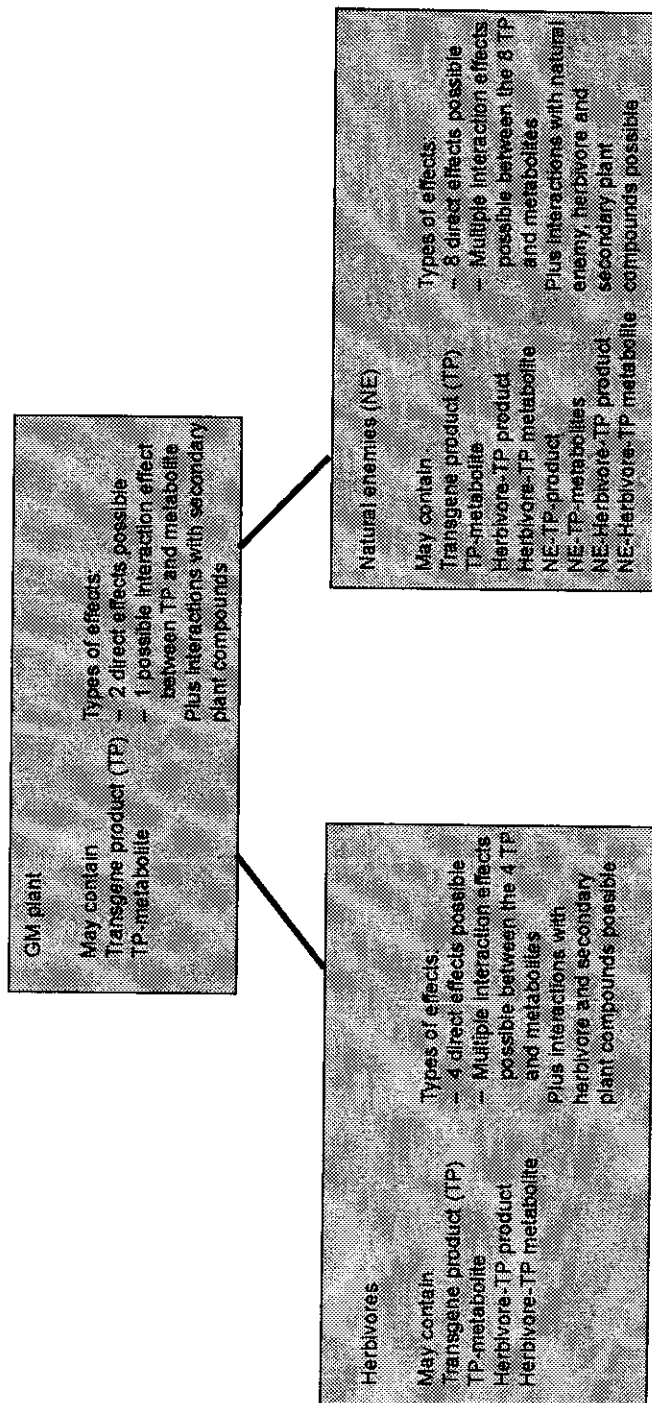 GM plant
May contain
Transgene product (TP)
TP-metabolite
Types of effects:
– 2 direct effects possible
– 1 possible interaction effect
between TP and metabolite
Plus interactions with secondary
plant compounds
Herbivores
May contain
Transgene product (TP)
TP-metabolite
Herbivore-TP product
Herbivore-TP metabolite
Types of effects:
– 4 direct effects possible
– Multiple interaction effects
possible between the 4 TP
and metabolites
Plus interactions with
herbivore and secondary
plant compounds possible
Natural enemies (NE)
May contain
Transgene product (TP)
TP-metabolite
Herbivore-TP product
Herbivore-TP metabolite
NE-TP-product
NE-TP-metabolites
NE-Herbivore-TP product
NE-Herbivore-TP metabolite
Types of effects:
– 8 direct effects possible
– Multiple interaction effects
possible between the 8 TP
and metabolites
Plus interactions with natural
enemy, herbivore and
secondary plant
compounds possible